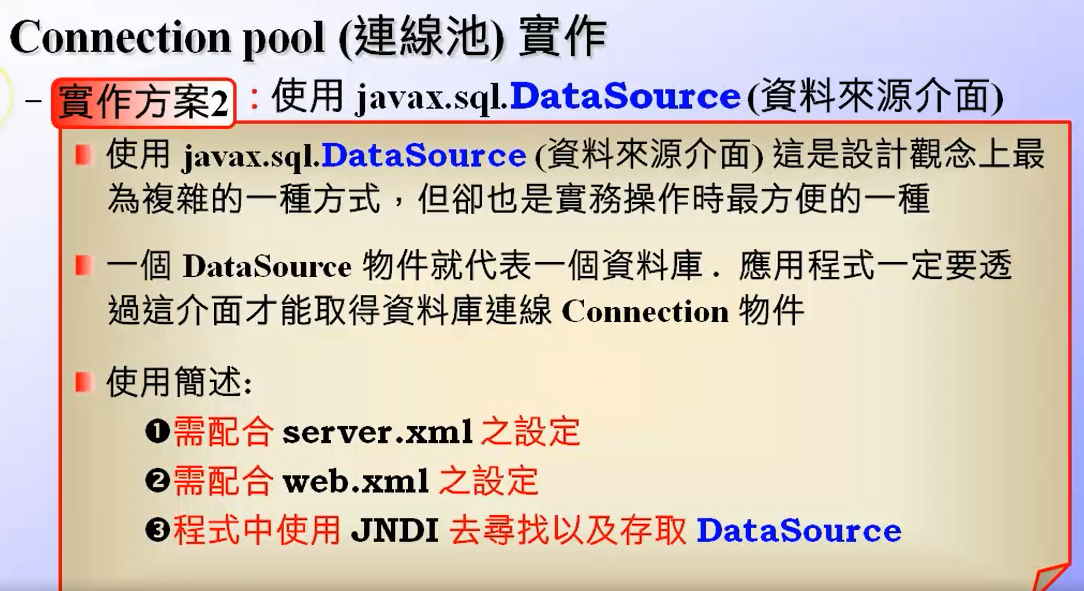 Connection pool (連線池) 實作
– 實作方案2 : 使用 javax.sql.DataSource (資料來源介面)
使用 javax.sql.DataSource (資料來源介面) 這是設計觀念上最
為複雜的一種方式，但卻也是實務操作時最方便的一種
一個 DataSource 物件就代表一個資料庫 . 應用程式一定要透
過這介面才能取得資料庫連線 Connection 物件
使用簡述:
❶需配合 server.xml 之設定
❷需配合 web.xml 之設定
❸程式中使用 JNDI 去尋找以及存取 DataSource